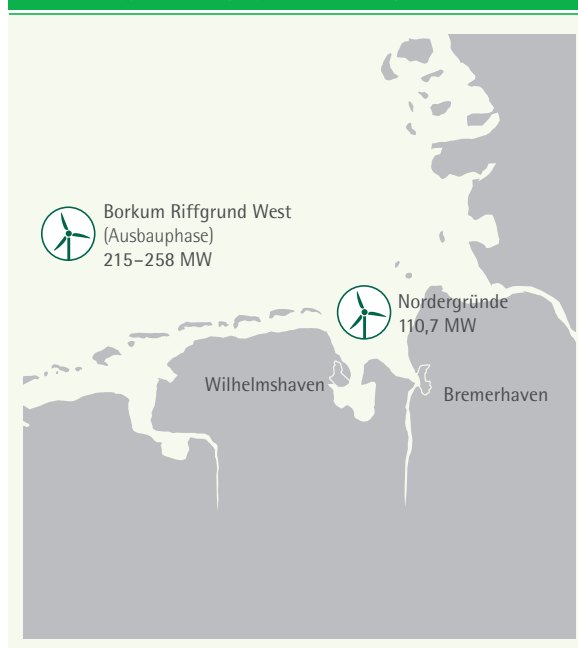 Borkum Riffgrund West
(Ausbauphase)
215–258 MW
Nordergründe
110,7 MW
Wilhelmshaven
Bremerhaven